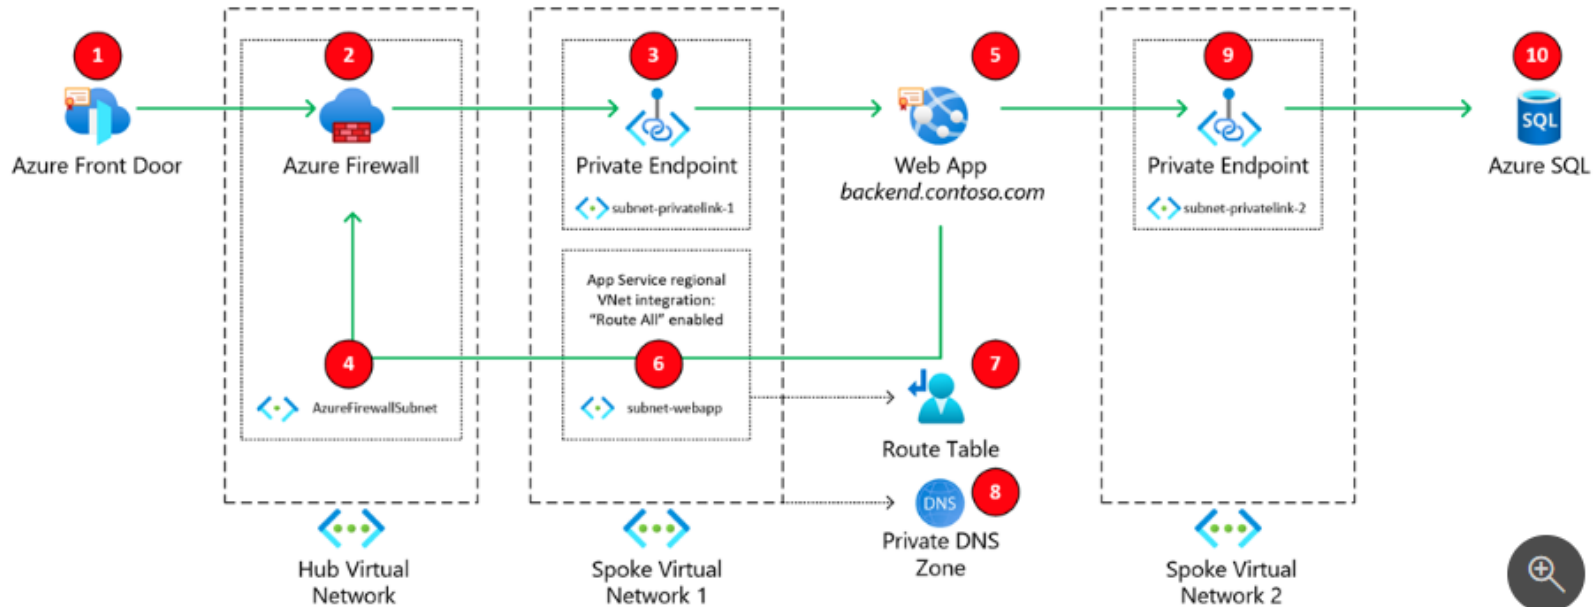 1
2
3
5
9
10
SQL
Azure Front Door
Azure Firewall
Private Endpoint
Web App
backend.contoso.com
Private Endpoint
Azure SQL
subnet-privatelink-1
subnet-privatelink-2
App Service regional
VNet integration:
"Route All" enabled
4
6
7
AzureFirewallSubnet
subnet-webapp
Route Table
8
DNS
Private DNS
Zone
Hub Virtual
Network
Spoke Virtual
Network 1
Spoke Virtual
Network 2